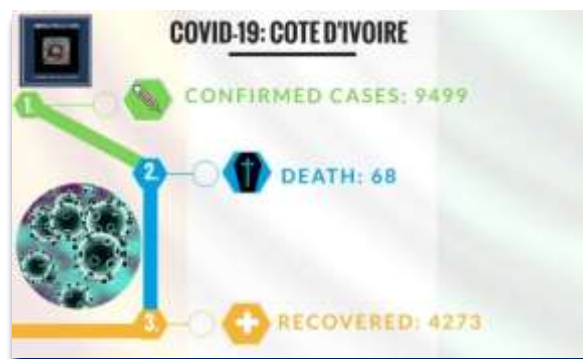 COVID-19: COTE D'IVOIRE
1.
CONFIRMED CASES: 9499
2.
DEATH: 68
3.
RECOVERED: 4273